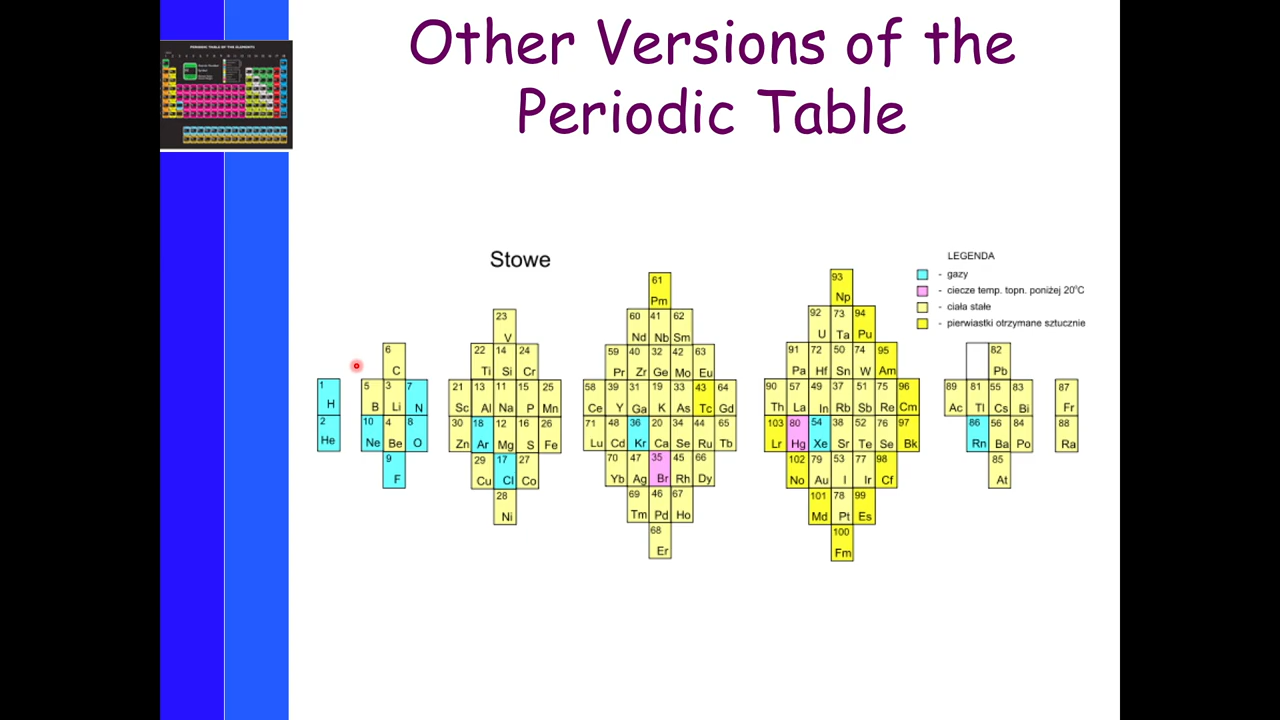 Other Versions of the
Periodic Table
PERIODIC TABLE OF THE ELEMENTS
Stowe
LEGENDA
- gazy
- ciecze temp. topn. poniżej 20°C
- ciała stałe
- pierwiastki otrzymane sztucznie
1 H
2 He
6 C
5 B 3 Li 7 N
10 Ne 4 Be 8 O
9 F
23 V
22 Ti 14 Si 24 Cr
21 Sc 13 Al 11 Na 15 P 25 Mn
30 Zn 18 Ar 12 Mg 16 S 26 Fe
29 Cu 17 Cl 27 Co
28 Ni
61 Pm
60 Nd 41 Nb 62 Sm
59 Pr 40 Zr 32 Ge 42 Mo 63 Eu
58 Ce 39 Y 31 Ga 19 K 33 As 43 Tc 64 Gd
71 Lu 48 Cd 36 Kr 20 Ca 34 Se 44 Ru 65 Tb
70 Yb 47 Ag 35 Br 45 Rh 66 Dy
69 Tm 46 Pd 67 Ho
68 Er
93 Np
92 U 73 Ta 94 Pu
91 Pa 72 Hf 50 Sn 74 W 95 Am
90 Th 57 La 49 In 37 Rb 51 Sb 75 Re 96 Cm
103 Lr 80 Hg 54 Xe 38 Sr 52 Te 76 Se 97 Bk
102 No 79 Au 53 I 77 Ir 98 Cf
101 Md 78 Pt 99 Es
100 Fm
82 Pb
89 Ac 81 Tl 55 Cs 83 Bi
86 Rn 56 Ba 84 Po
85 At
87 Fr
88 Ra